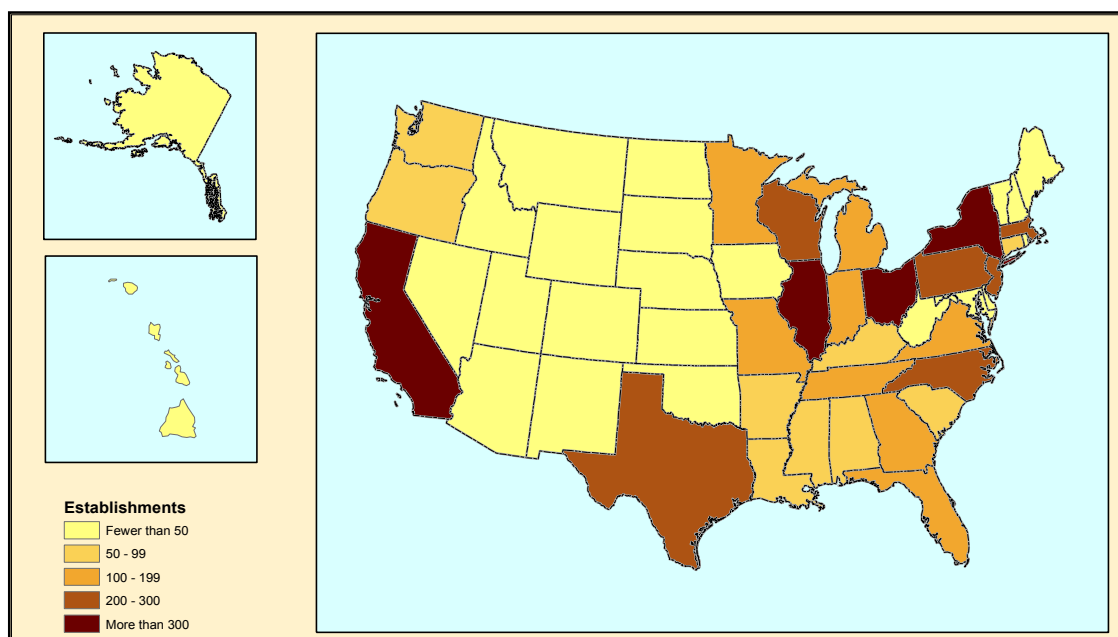 Establishments
Fewer than 50
50 - 99
100 - 199
200 - 300
More than 300